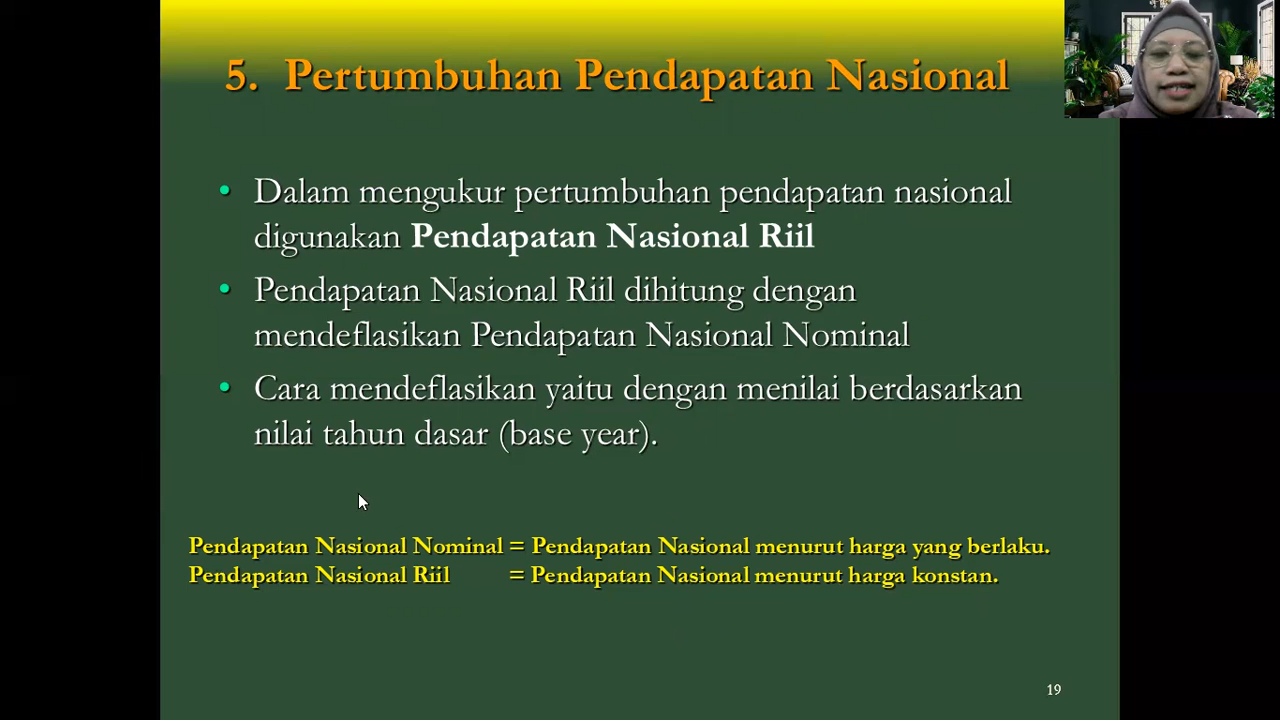 5. Pertumbuhan Pendapatan Nasional
• Dalam mengukur pertumbuhan pendapatan nasional
digunakan Pendapatan Nasional Riil
• Pendapatan Nasional Riil dihitung dengan
mendeflasikan Pendapatan Nasional Nominal
• Cara mendeflasikan yaitu dengan menilai berdasarkan
nilai tahun dasar (base year).
Pendapatan Nasional Nominal = Pendapatan Nasional menurut harga yang berlaku.
Pendapatan Nasional Riil = Pendapatan Nasional menurut harga konstan.
19